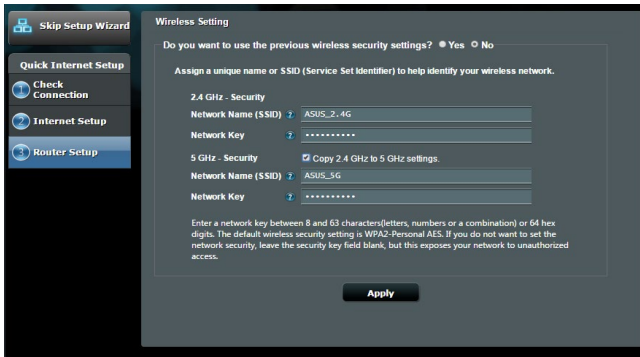 Skip Setup Wizard
Quick Internet Setup
1 Check
Connection
2 Internet Setup
3 Router Setup
Wireless Setting
Do you want to use the previous wireless security settings? Yes No
Assign a unique name or SSID (Service Set Identifier) to help identify your wireless network.
2.4 GHz - Security
Network Name (SSID) ? ASUS_2.4G
Network Key ? ••••••••••
5 GHz - Security Copy 2.4 GHz to 5 GHz settings.
Network Name (SSID) ? ASUS_5G
Network Key ? ••••••••••
Enter a network key between 8 and 63 characters(letters, numbers or a combination) or 64 hex
digits. The default wireless security setting is WPA2-Personal AES. If you do not want to set the
network security, leave the security key field blank, but this exposes your network to unauthorized
access.
Apply